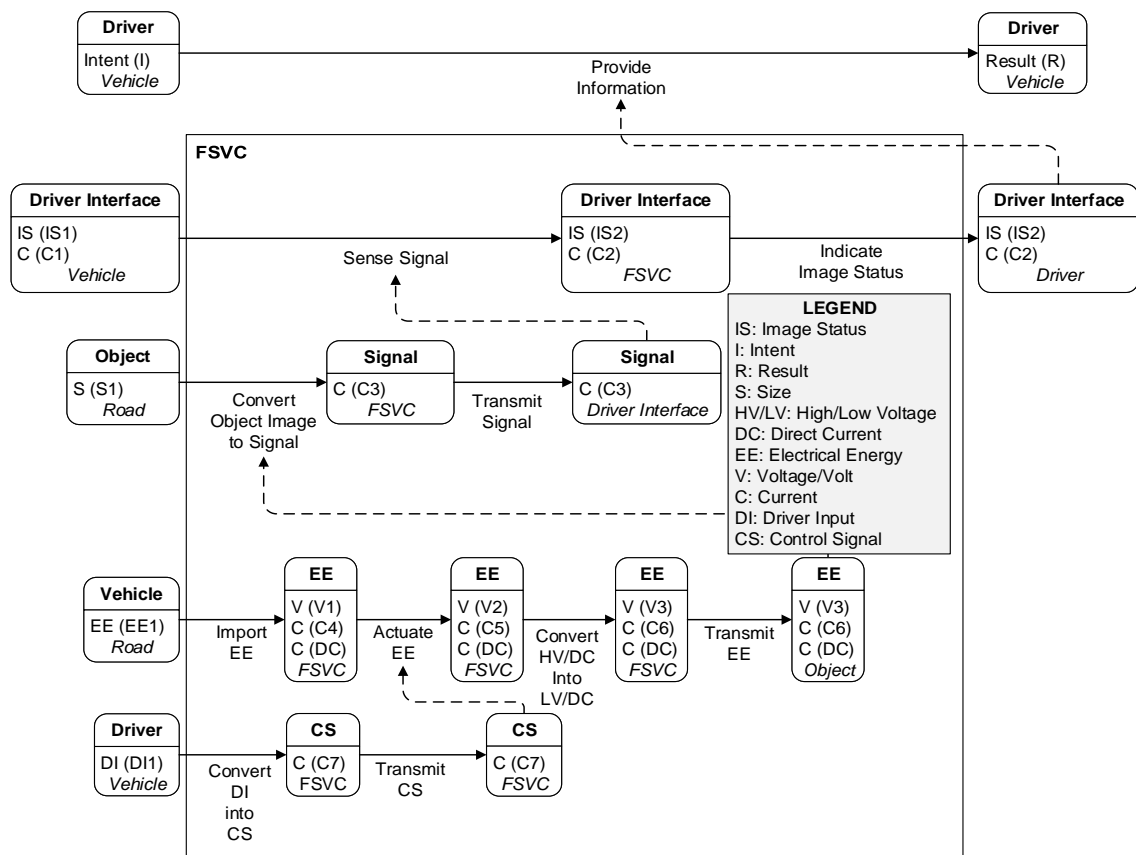 Driver
Intent (I)
Vehicle
Driver
Result (R)
Vehicle
Provide
Information
FSVC
Driver Interface
IS (IS1)
C (C1)
Vehicle
Sense Signal
Driver Interface
IS (IS2)
C (C2)
FSVC
Indicate
Image Status
Driver Interface
IS (IS2)
C (C2)
Driver
Object
S (S1)
Road
Convert
Object Image
to Signal
Signal
C (C3)
FSVC
Transmit
Signal
Signal
C (C3)
Driver Interface
LEGEND
IS: Image Status
I: Intent
R: Result
S: Size
HV/LV: High/Low Voltage
DC: Direct Current
EE: Electrical Energy
V: Voltage/Volt
C: Current
DI: Driver Input
CS: Control Signal
Vehicle
EE (EE1)
Road
Import
EE
EE
V (V1)
C (C4)
C (DC)
FSVC
Actuate
EE
EE
V (V2)
C (C5)
C (DC)
FSVC
Convert
HV/DC
Into
LV/DC
EE
V (V3)
C (C6)
C (DC)
FSVC
Transmit
EE
EE
V (V3)
C (C6)
C (DC)
Object
Driver
DI (DI1)
Vehicle
Convert
DI
into
CS
CS
C (C7)
FSVC
Transmit
CS
CS
C (C7)
FSVC